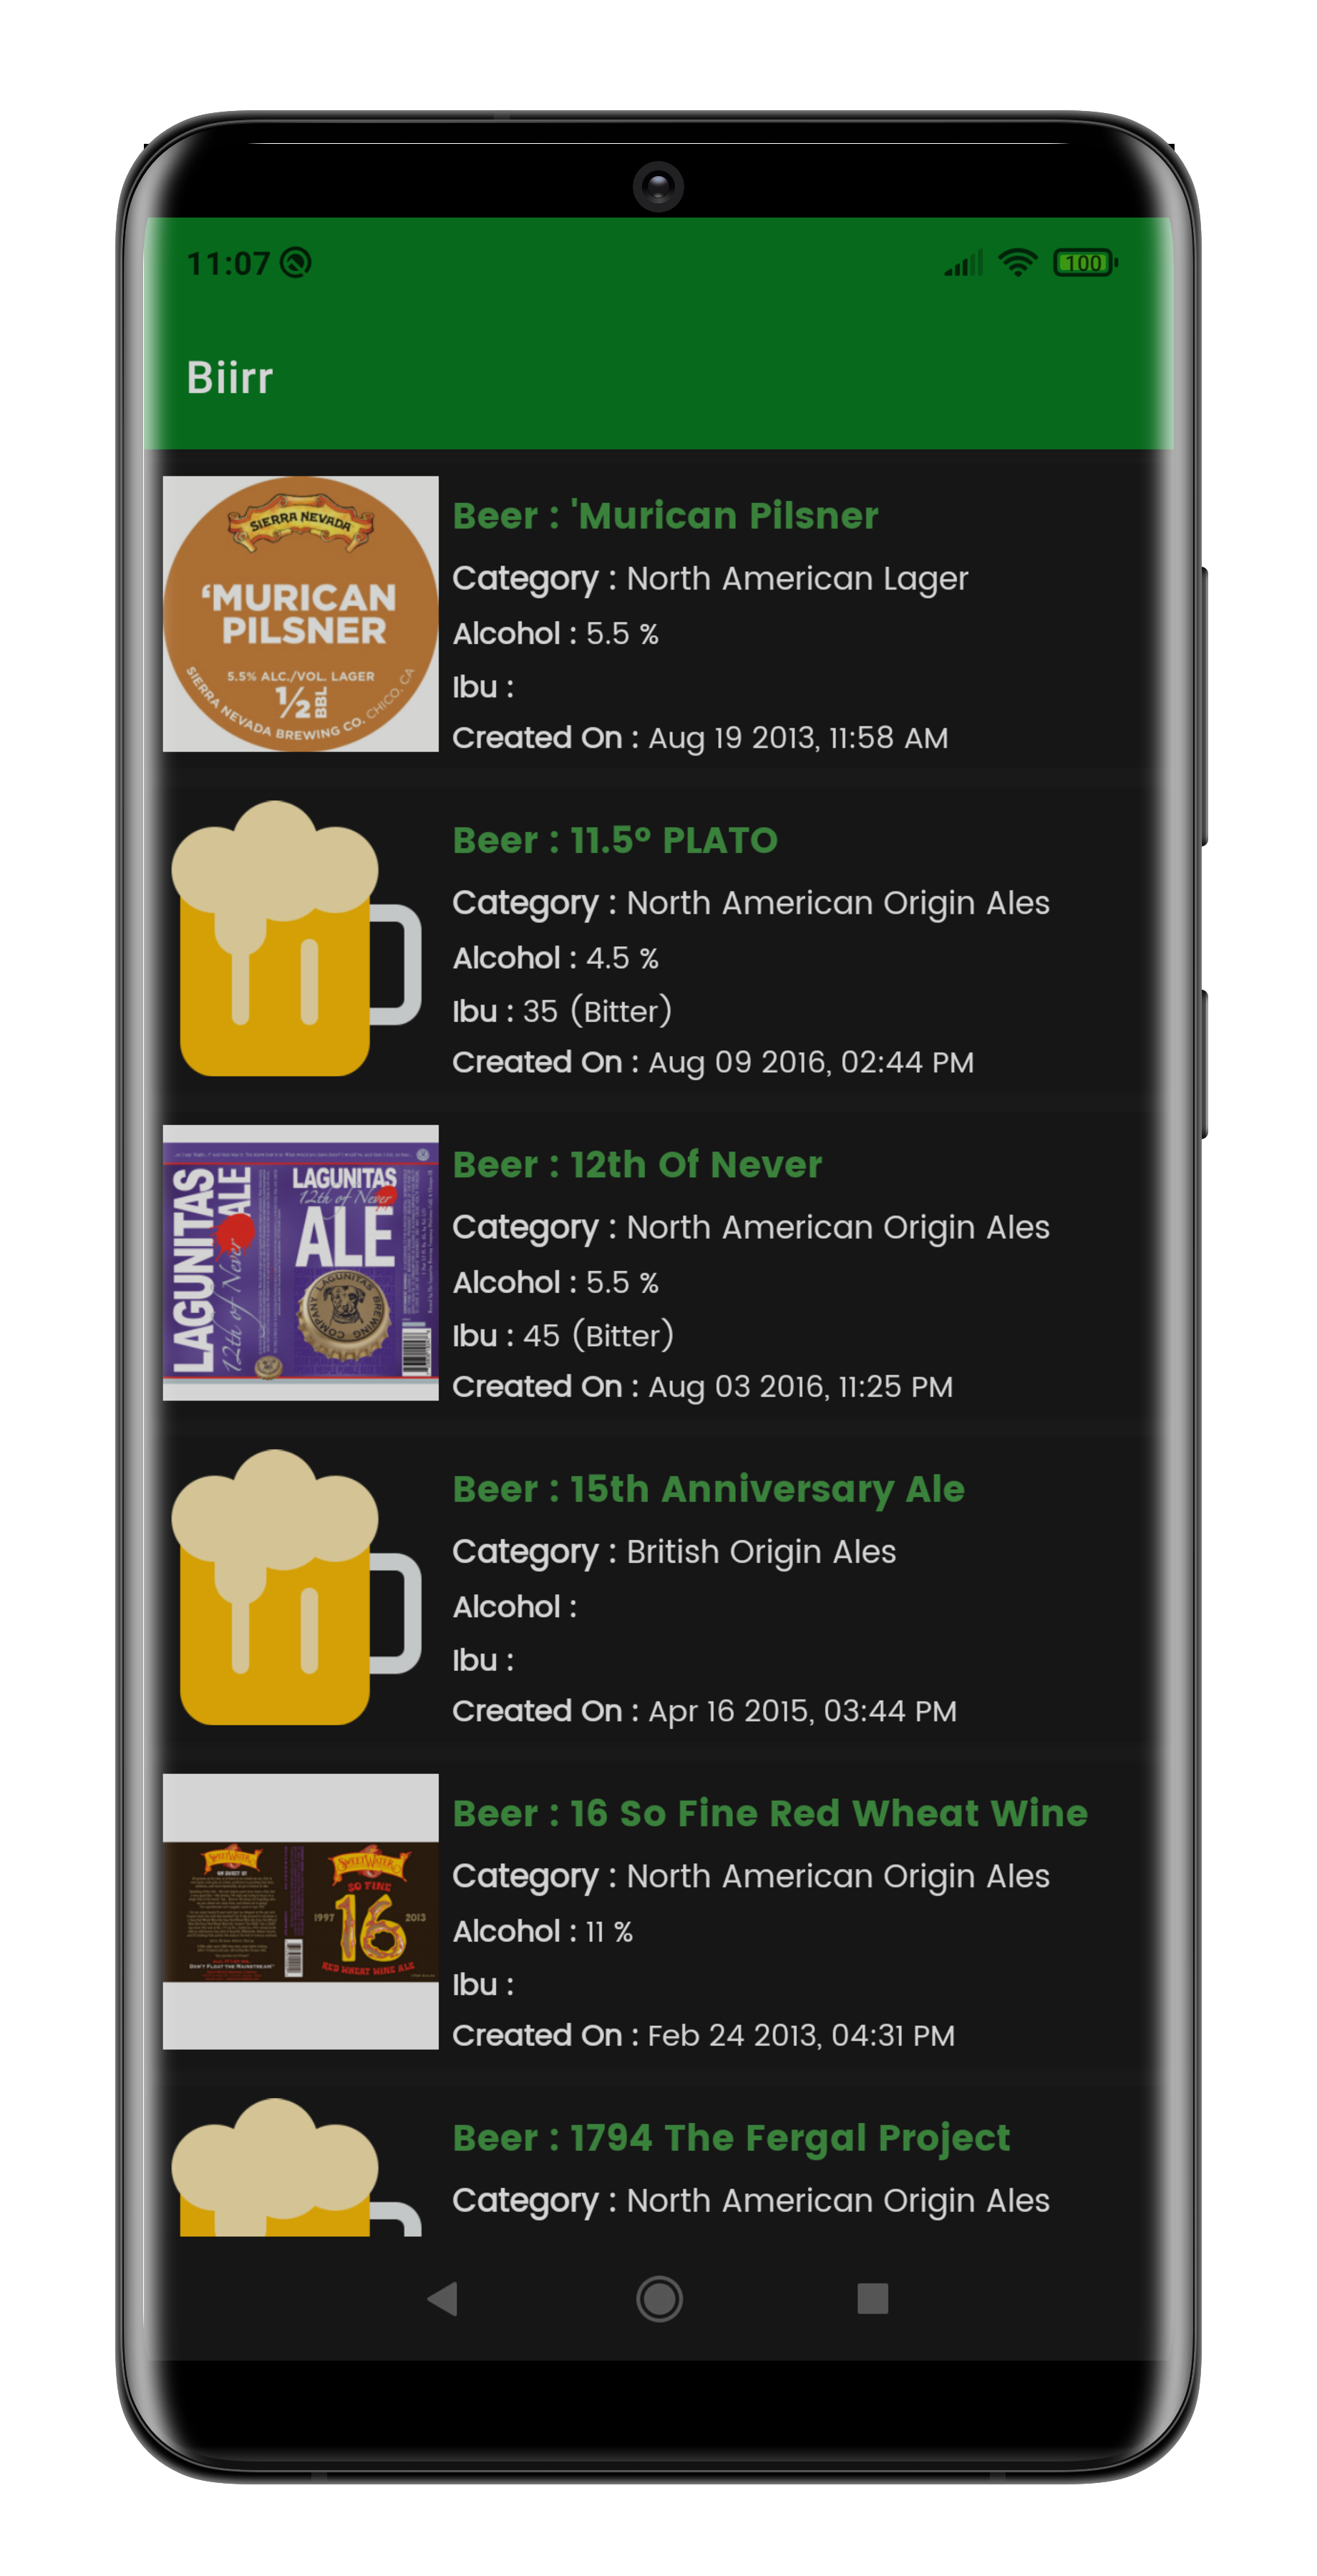 11:07
100
Biirr
SIERRA NEVADA
‘MURICAN
PILSNER
5.5% ALC./VOL. LAGER
½ BBL
SIERRA NEVADA BREWING CO. CHICO, CA
Beer : 'Murican Pilsner
Category : North American Lager
Alcohol : 5.5 %
Ibu :
Created On : Aug 19 2013, 11:58 AM
Beer : 11.5° PLATO
Category : North American Origin Ales
Alcohol : 4.5 %
Ibu : 35 (Bitter)
Created On : Aug 09 2016, 02:44 PM
LAGUNITAS
12th of Never
ALE
LAGUNITAS
12th of Never
ALE
LAGUNITAS
BREWING COMPANY
Beer : 12th Of Never
Category : North American Origin Ales
Alcohol : 5.5 %
Ibu : 45 (Bitter)
Created On : Aug 03 2016, 11:25 PM
Beer : 15th Anniversary Ale
Category : British Origin Ales
Alcohol :
Ibu :
Created On : Apr 16 2015, 03:44 PM
SWEETWATER
DON'T FLOAT THE MAINSTREAM
SWEETWATER
SO FINE
1997 16 2013
RED WHEAT WINE ALE
Beer : 16 So Fine Red Wheat Wine
Category : North American Origin Ales
Alcohol : 11 %
Ibu :
Created On : Feb 24 2013, 04:31 PM
Beer : 1794 The Fergal Project
Category : North American Origin Ales